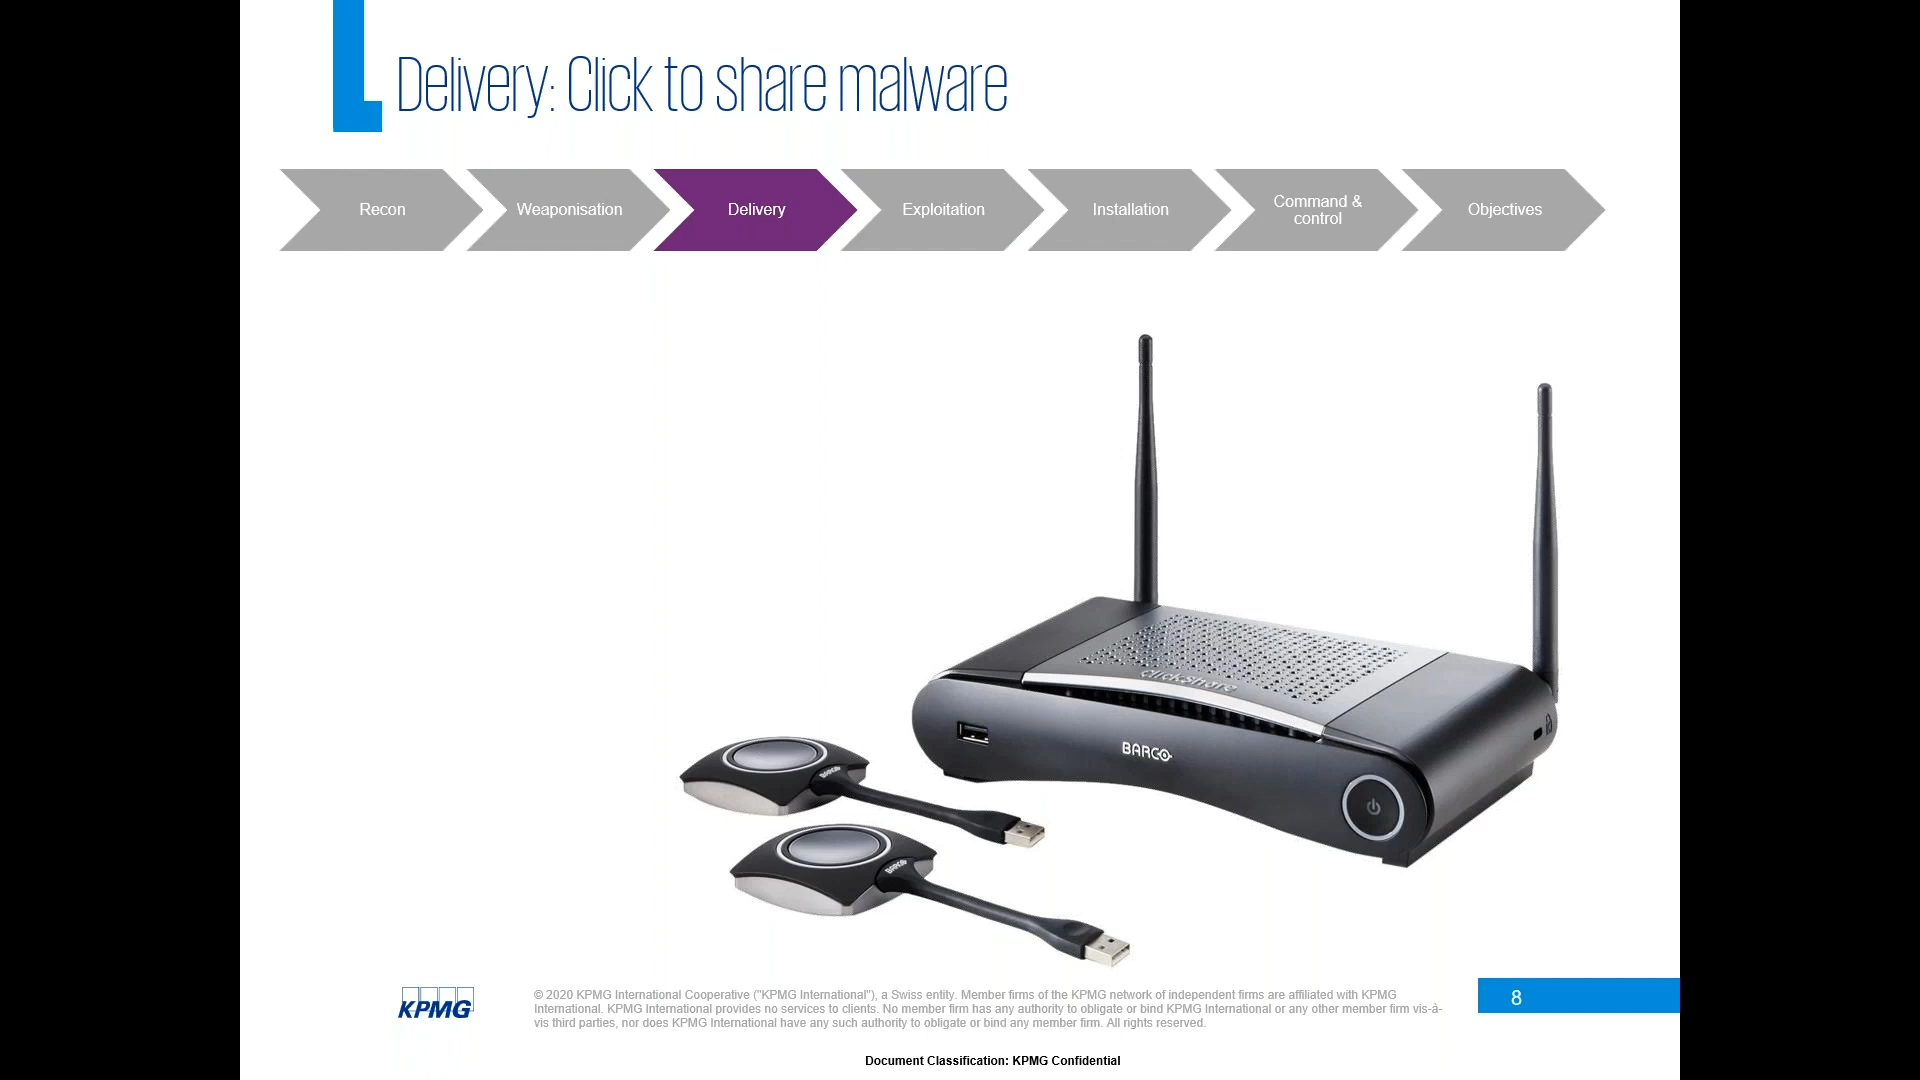 Delivery: Click to share malware
Recon
Weaponisation
Delivery
Exploitation
Installation
Command &
control
Objectives
clickshare
BARCO
BARCO
BARCO
KPMG
© 2020 KPMG International Cooperative ("KPMG International"), a Swiss entity. Member firms of the KPMG network of independent firms are affiliated with KPMG
International. KPMG International provides no services to clients. No member firm has any authority to obligate or bind KPMG International or any other member firm vis-à-
vis third parties, nor does KPMG International have any such authority to obligate or bind any member firm. All rights reserved.
8
Document Classification: KPMG Confidential